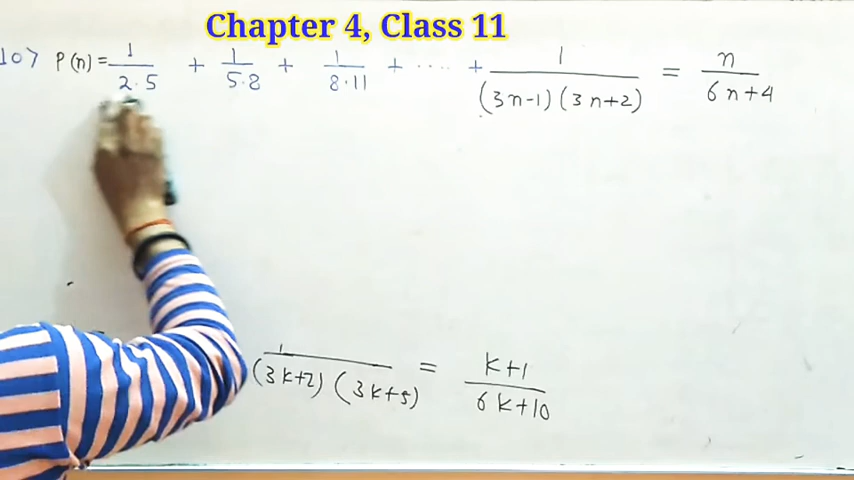 Chapter 4, Class 11
10> P(n) = 1/2·5 + 1/5·8 + 1/8·11 + ···· + 1/(3n-1)(3n+2) = n/6n+4
1/(3k+2)(3k+5) = k+1/6k+10